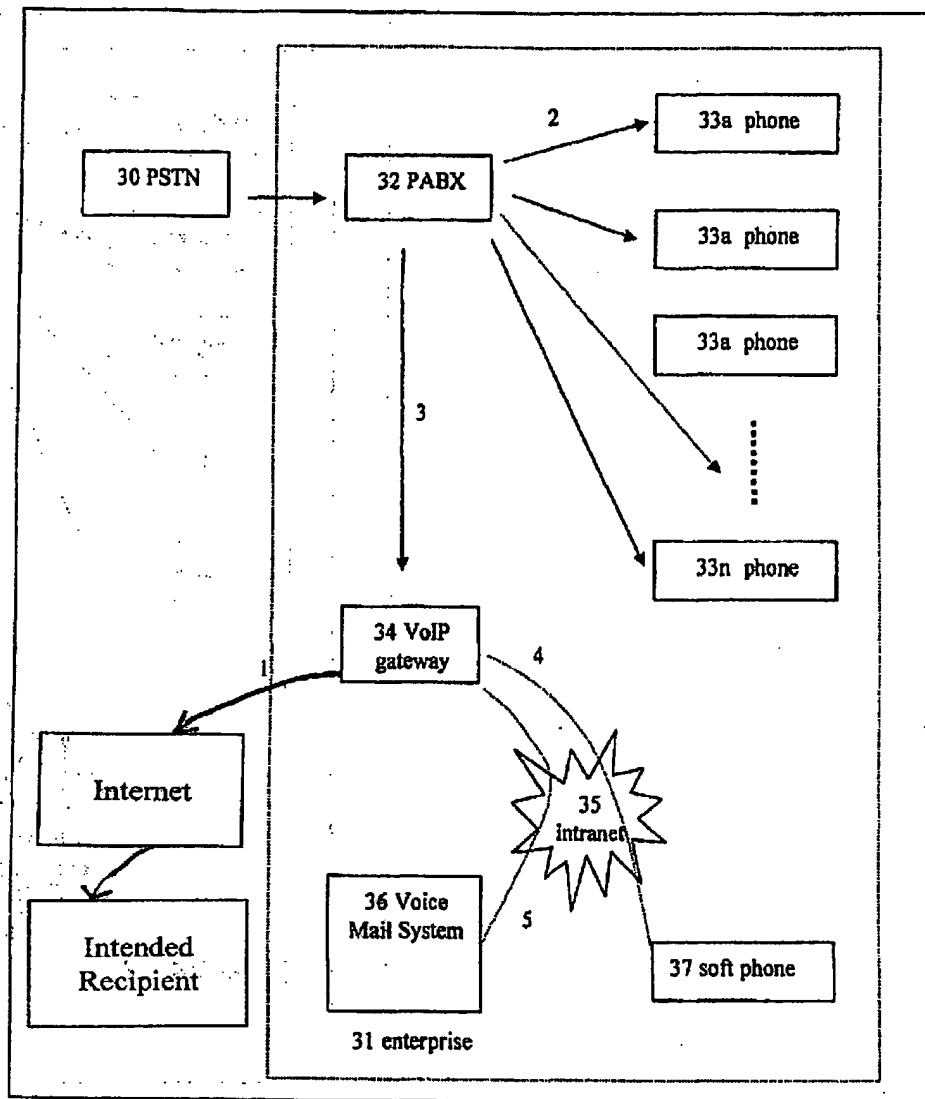 2
33a phone
30 PSTN
32 PABX
33a phone
33a phone
3
33n phone
34 VoIP
gateway
4
1
Internet
35
intranet
36 Voice
Mail System
5
Intended
Recipient
37 soft phone
31 enterprise